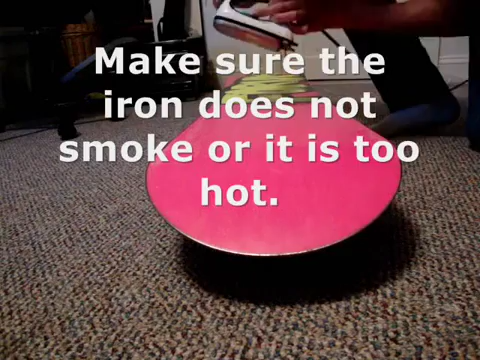 Make sure the
iron does not
smoke or it is too
hot.